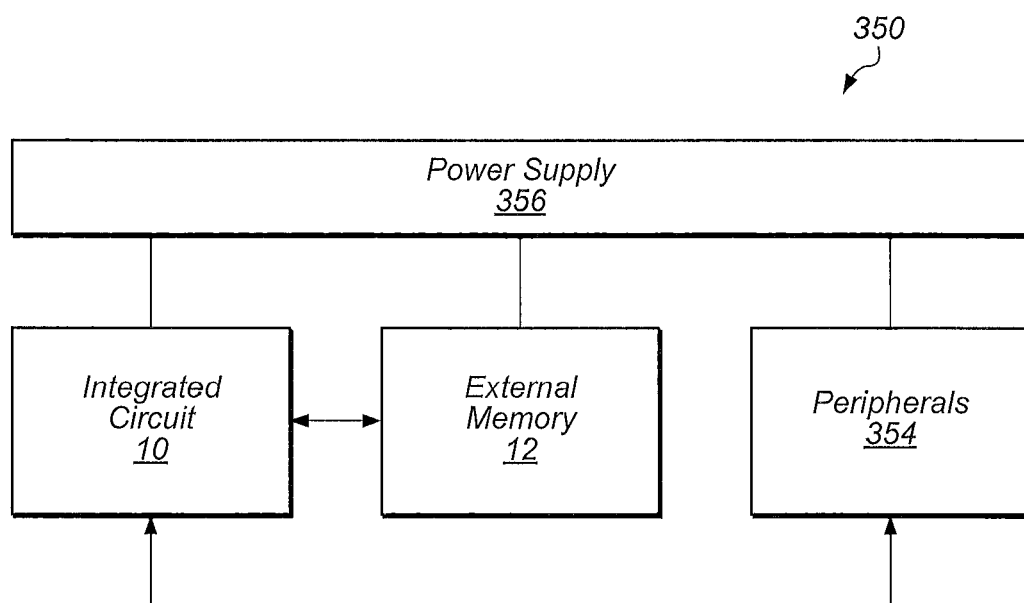 350
Power Supply
356
Integrated
Circuit
10
External
Memory
12
Peripherals
354